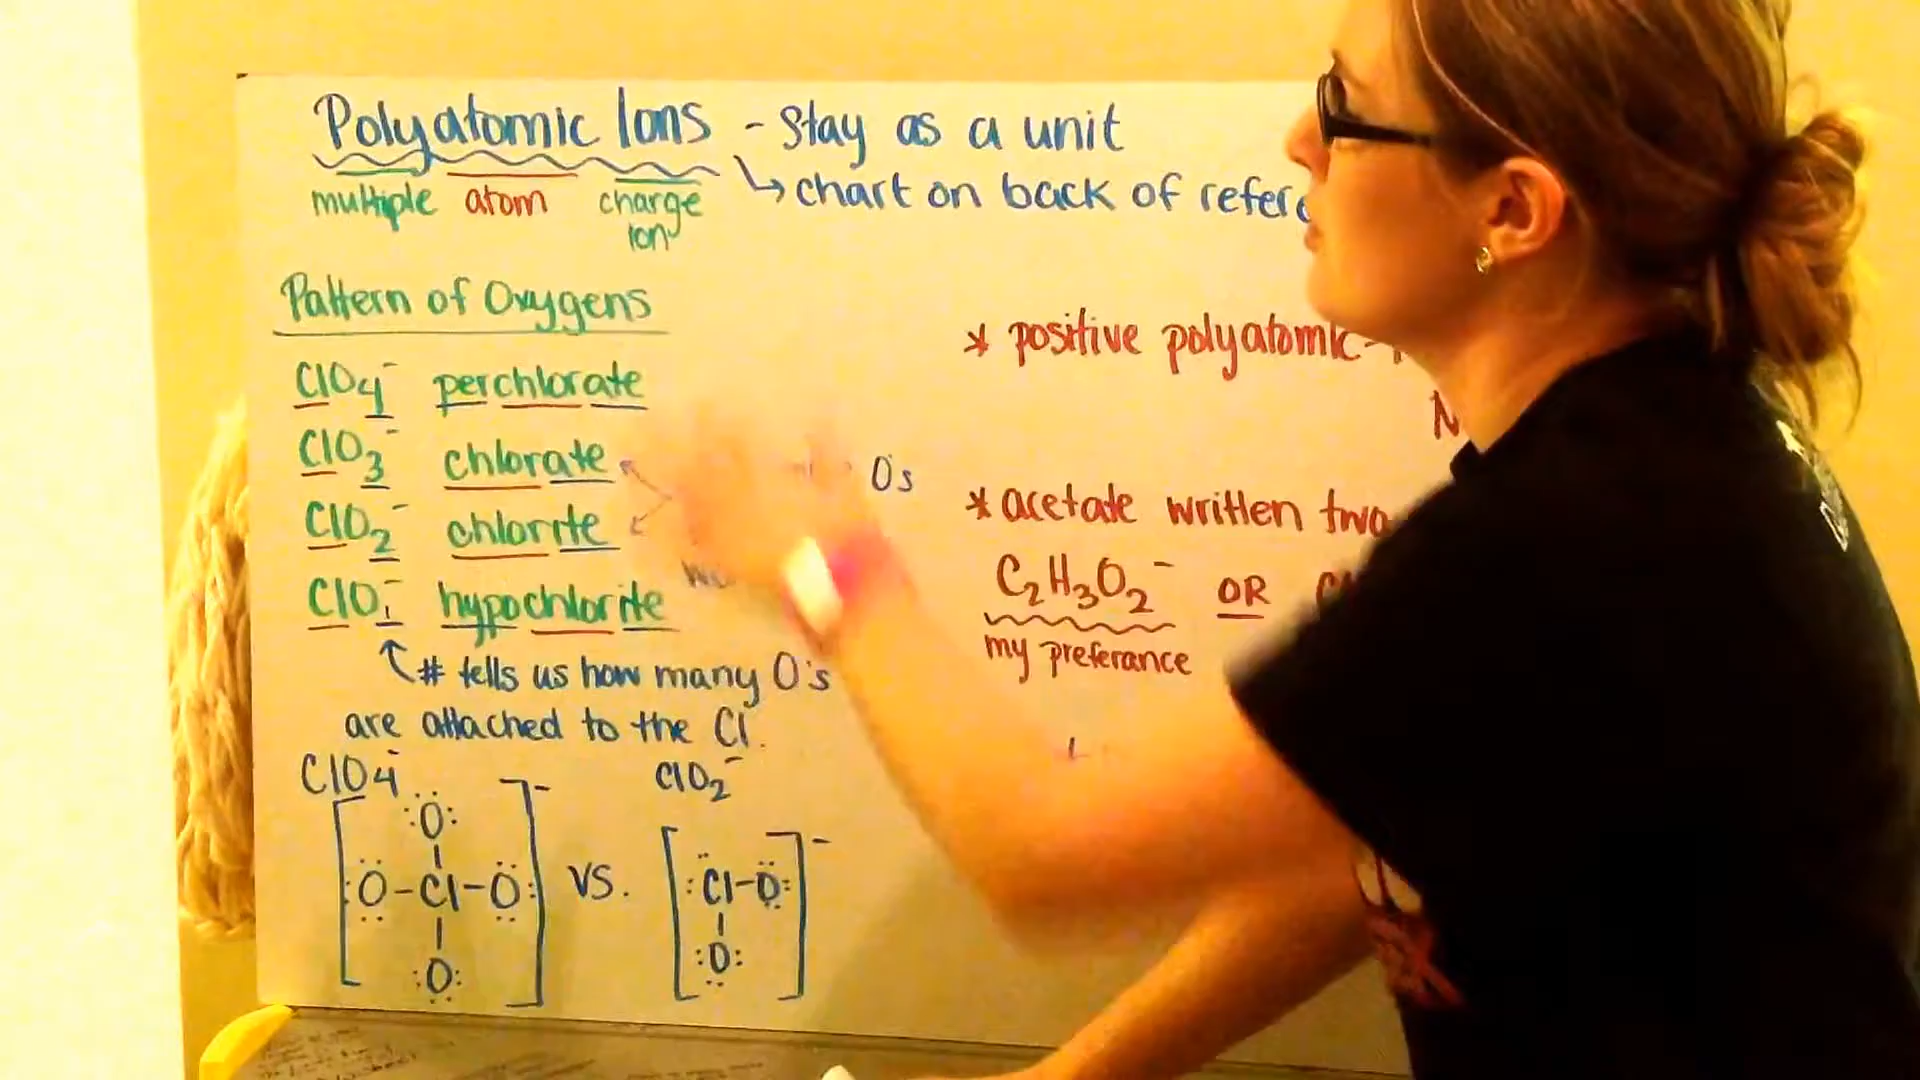 Polyatomic Ions - Stay as a unit
multiple atom charge ion
↳ chart on back of refere
Pattern of Oxygens
ClO4⁻ perchlorate
ClO3⁻ chlorate
O's
ClO2⁻ chlorite
ClO1⁻ hypochlorite
# tells us how many O's
are attached to the Cl.
ClO4⁻
O
O-Cl-O
O
vs.
ClO2⁻
Cl-O
O
* positive polyatomic-
* acetate written two
C2H3O2⁻ OR
my preferance